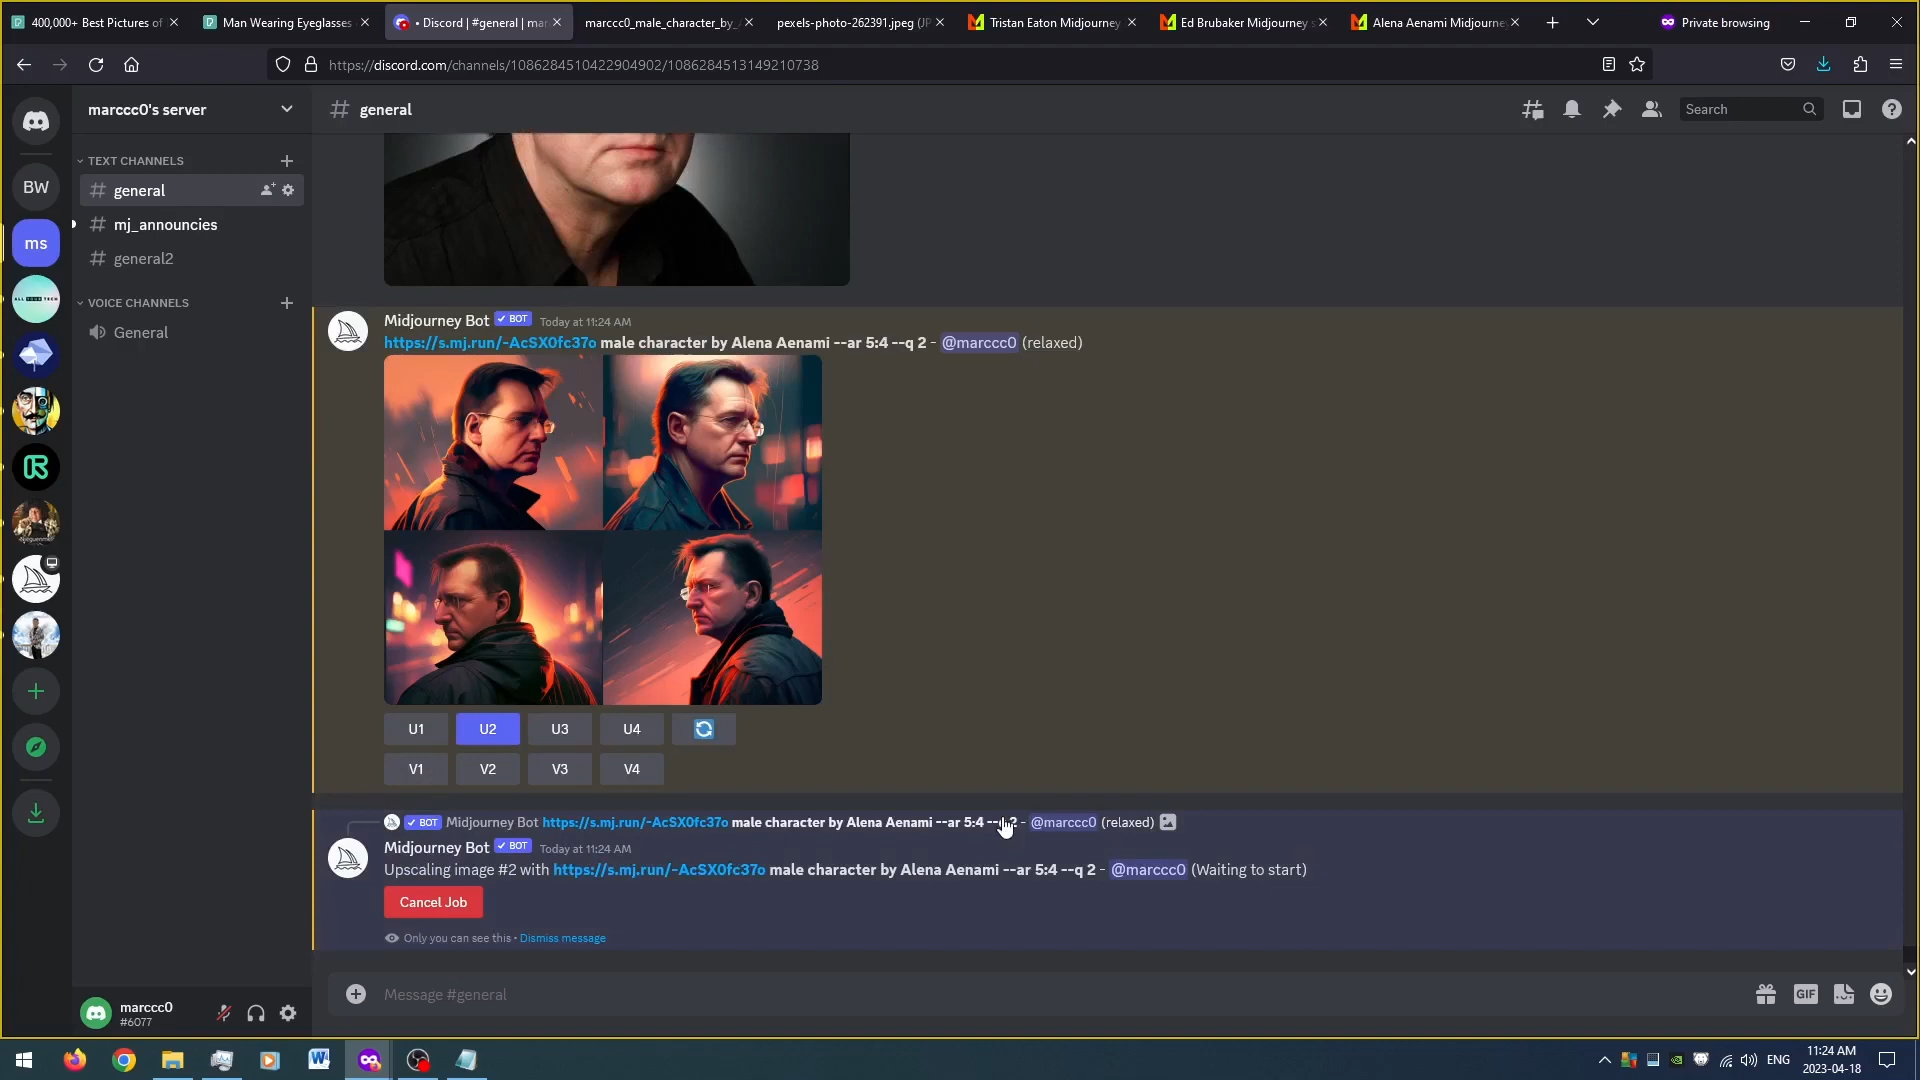 400,000+ Best Pictures of
Man Wearing Eyeglasses
• Discord | #general | mar
marccc0_male_character_by_
pexels-photo-262391.jpeg (JP
Tristan Eaton Midjourney
Ed Brubaker Midjourney s
Alena Aenami Midjourne
Private browsing
https://discord.com/channels/1086284510422904902/1086284513149210738
marccc0's server
general
Search
TEXT CHANNELS
general
mj_announcies
general2
VOICE CHANNELS
General
BW
ms
ALL YOUR TECH
Midjourney Bot ✓ BOT Today at 11:24 AM
https://s.mj.run/-AcSX0fc37o male character by Alena Aenami --ar 5:4 --q 2 - @marccc0 (relaxed)
U1 U2 U3 U4
V1 V2 V3 V4
✓ BOT Midjourney Bot https://s.mj.run/-AcSX0fc37o male character by Alena Aenami --ar 5:4 2 - @marccc0 (relaxed)
Midjourney Bot ✓ BOT Today at 11:24 AM
Upscaling image #2 with https://s.mj.run/-AcSX0fc37o male character by Alena Aenami --ar 5:4 --q 2 - @marccc0 (Waiting to start)
Cancel Job
Only you can see this • Dismiss message
Message #general
GIF
marccc0
#6077
ENG
11:24 AM
2023-04-18